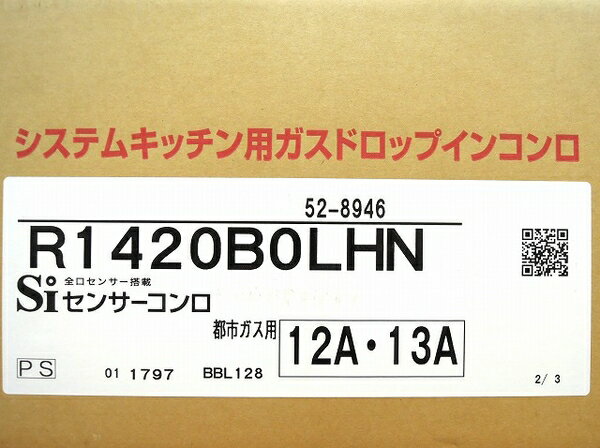 システムキッチン用ガスドロップインコンロ
52-8946
R1420B0LHN
全口センサー搭載
Siセンサーコンロ
都市ガス用 12A・13A
PS 01 1797 BBL128 2/ 3